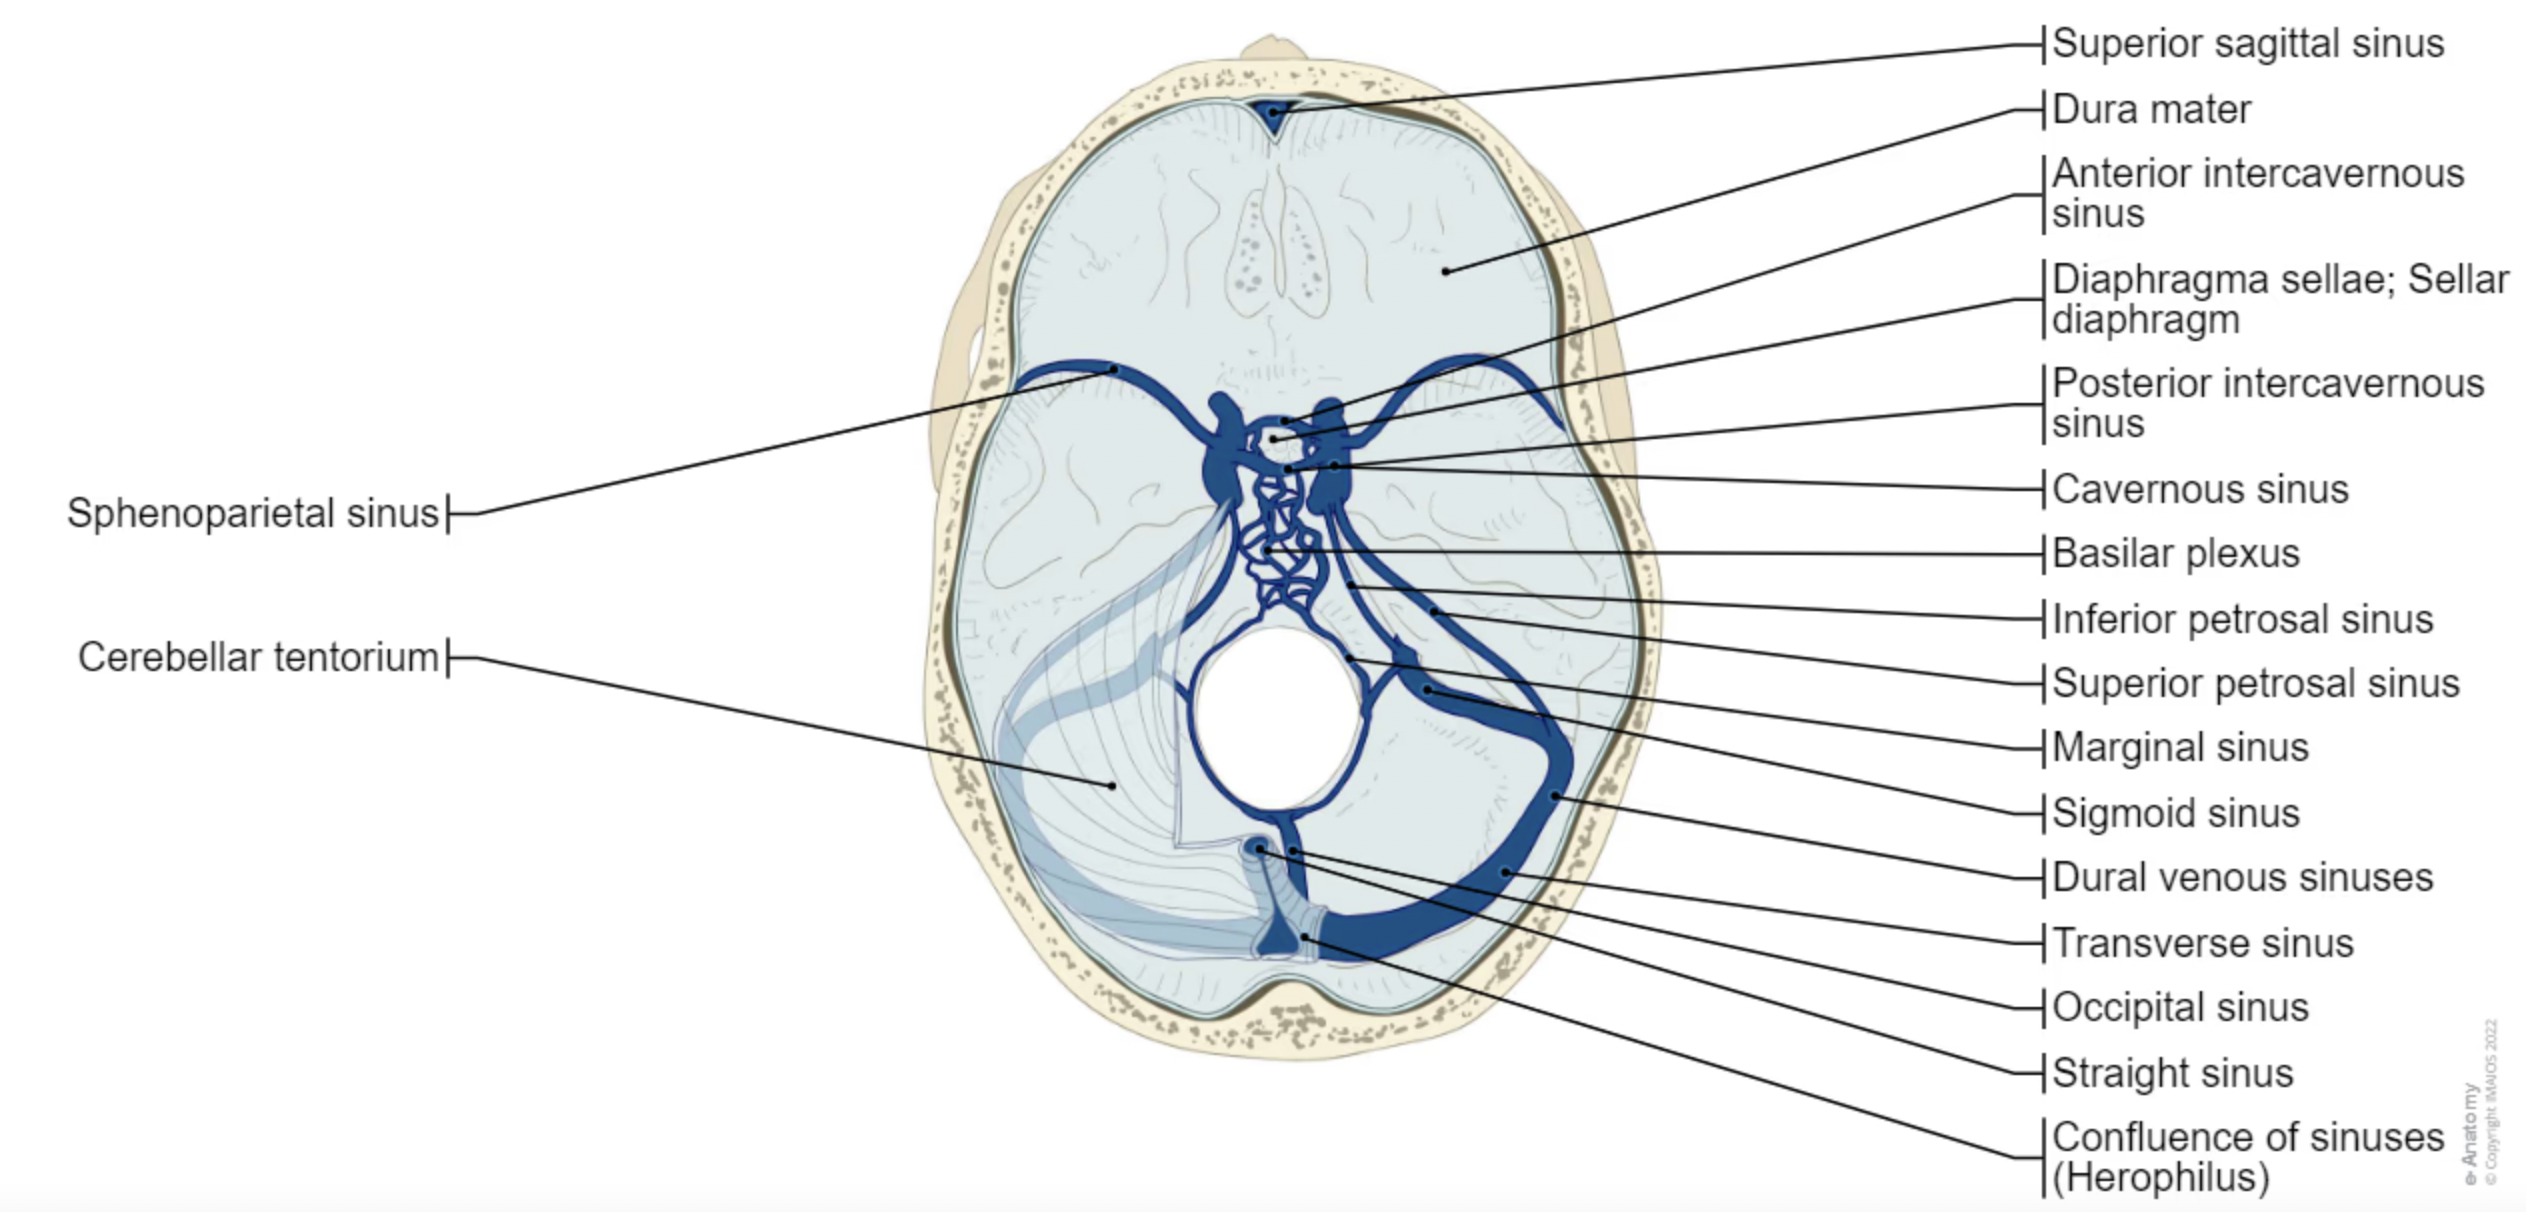 Superior sagittal sinus
Dura mater
Anterior intercavernous
sinus
Diaphragma sellae; Sellar
diaphragm
Posterior intercavernous
sinus
Cavernous sinus
Basilar plexus
Inferior petrosal sinus
Superior petrosal sinus
Marginal sinus
Sigmoid sinus
Dural venous sinuses
Transverse sinus
Occipital sinus
Straight sinus
Confluence of sinuses
(Herophilus)
Sphenoparietal sinus
Cerebellar tentorium
e-Anatomy
© Copyright IMAIOS 2022